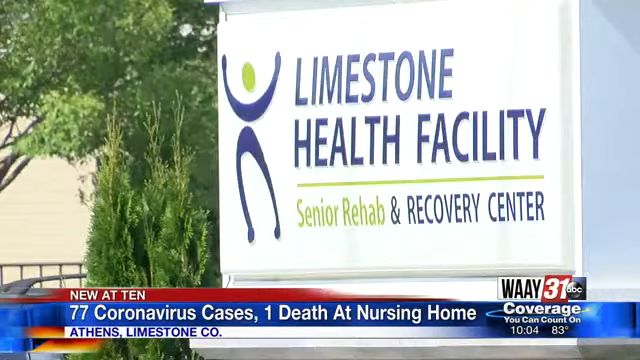 LIMESTONE
HEALTH FACILITY
Senior Rehab & RECOVERY CENTER
NEW AT TEN
77 Coronavirus Cases, 1 Death At Nursing Home
ATHENS, LIMESTONE CO.
WAAY 31 abc
Coverage
You Can Count On
10:04 83°